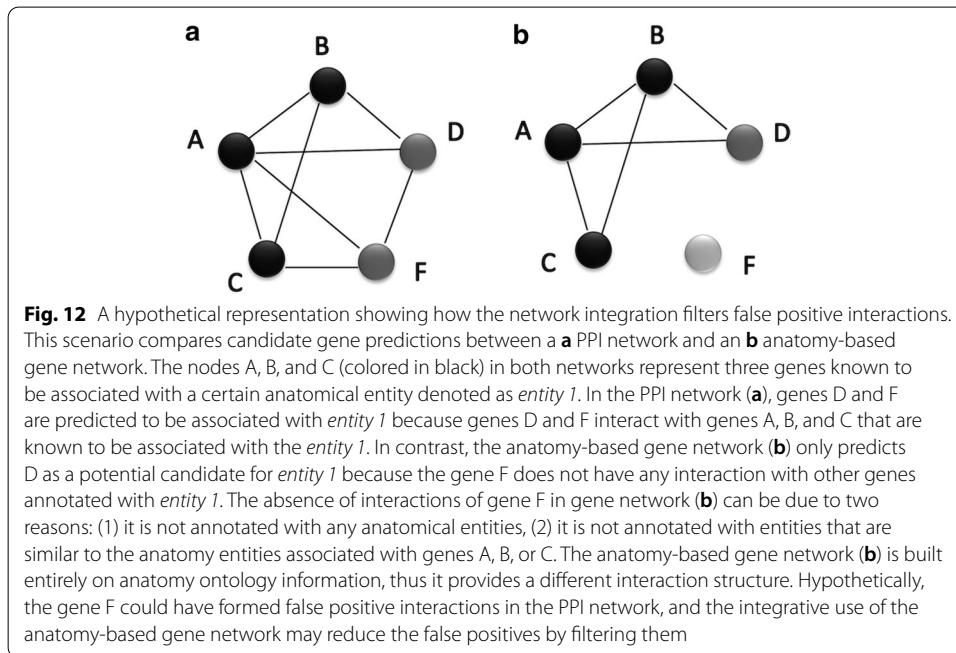 a
b
B
B
A
D
A
D
C
F
C
F
Fig. 12 A hypothetical representation showing how the network integration filters false positive interactions.
This scenario compares candidate gene predictions between a a PPI network and an b anatomy-based
gene network. The nodes A, B, and C (colored in black) in both networks represent three genes known to
be associated with a certain anatomical entity denoted as entity 1. In the PPI network (a), genes D and F
are predicted to be associated with entity 1 because genes D and F interact with genes A, B, and C that are
known to be associated with the entity 1. In contrast, the anatomy-based gene network (b) only predicts
D as a potential candidate for entity 1 because the gene F does not have any interaction with other genes
annotated with entity 1. The absence of interactions of gene F in gene network (b) can be due to two
reasons: (1) it is not annotated with any anatomical entities, (2) it is not annotated with entities that are
similar to the anatomy entities associated with genes A, B, or C. The anatomy-based gene network (b) is built
entirely on anatomy ontology information, thus it provides a different interaction structure. Hypothetically,
the gene F could have formed false positive interactions in the PPI network, and the integrative use of the
anatomy-based gene network may reduce the false positives by filtering them